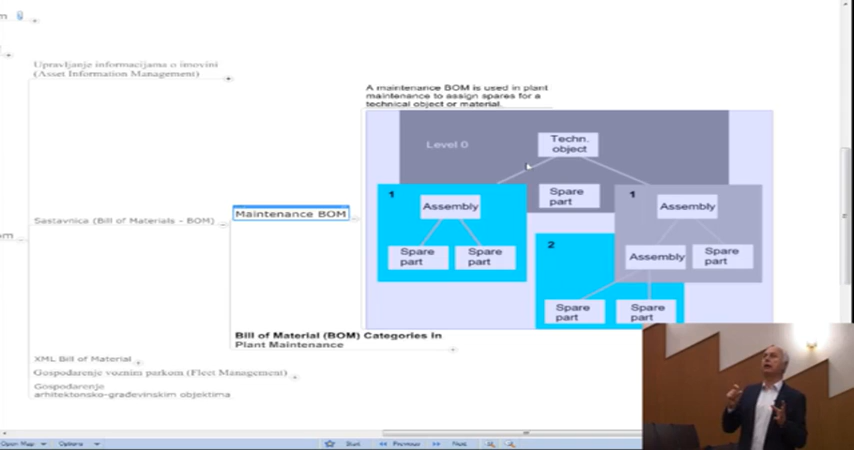 Upravljanje informacijama o imovini
(Asset Information Management)
A maintenance BOM is used in plant
maintenance to assign spares for a
technical object or material.
Level 0
Techn.
object
1
Assembly
Spare
part
1
Assembly
Sastavnica (Bill of Materials - BOM)
Maintenance BOM
Spare
part
Spare
part
2
Assembly
Spare
part
Spare
part
Spare
part
Bill of Material (BOM) Categories in
Plant Maintenance
XML Bill of Material
Gospodarenje voznim parkom (Fleet Management)
Gospodarenje
arhitektonsko-građevinskim objektima
Open Map
Options
Start
Previous
Next